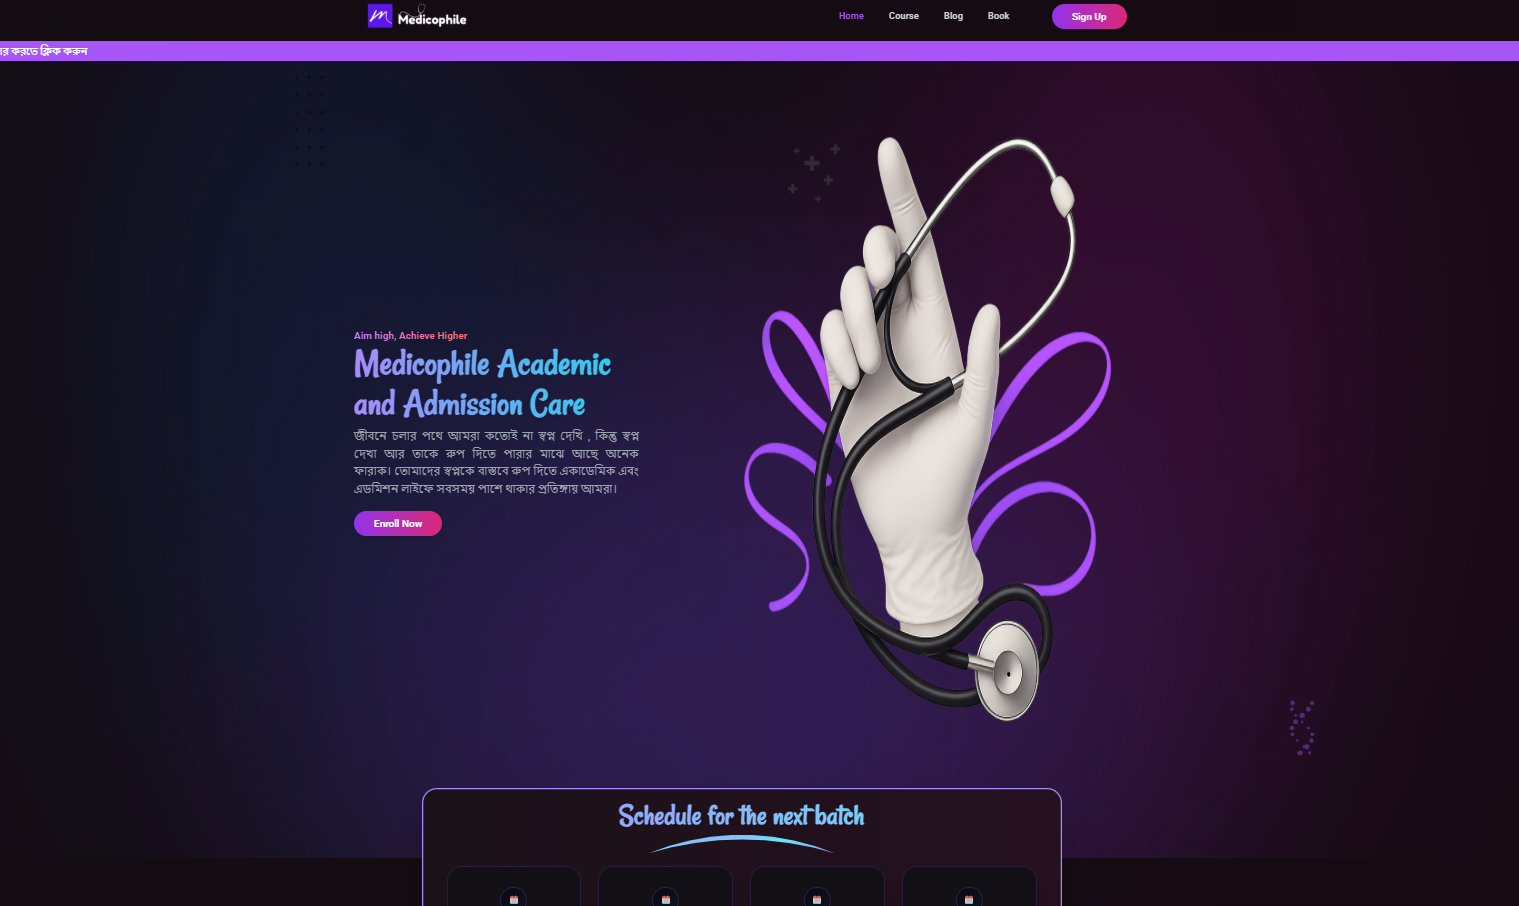 Medicophile
Home Course Blog Book Sign Up
করতে ক্লিক করুন
Aim high, Achieve Higher
Medicophile Academic
and Admission Care
জীবনে চলার পথে আমরা কতোই না স্বপ্ন দেখি , কিন্তু স্বপ্ন
দেখা আর তাকে রুপ দিতে পারার মাঝে আছে অনেক
ফারাক। তোমাদের স্বপ্নকে বাস্তবে রুপ দিতে একাডেমিক এবং
এডমিশন লাইফে সবসময় পাশে থাকার প্রতিজ্ঞায় আমরা।
Enroll Now
Schedule for the next batch